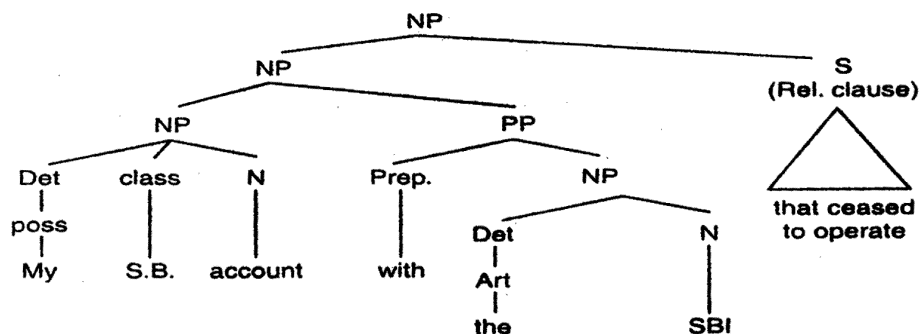 NP
NP S
(Rel. clause)
NP PP
Det class N Prep. NP
poss Det N
My S.B. account with Art
the SBI
that ceased
to operate